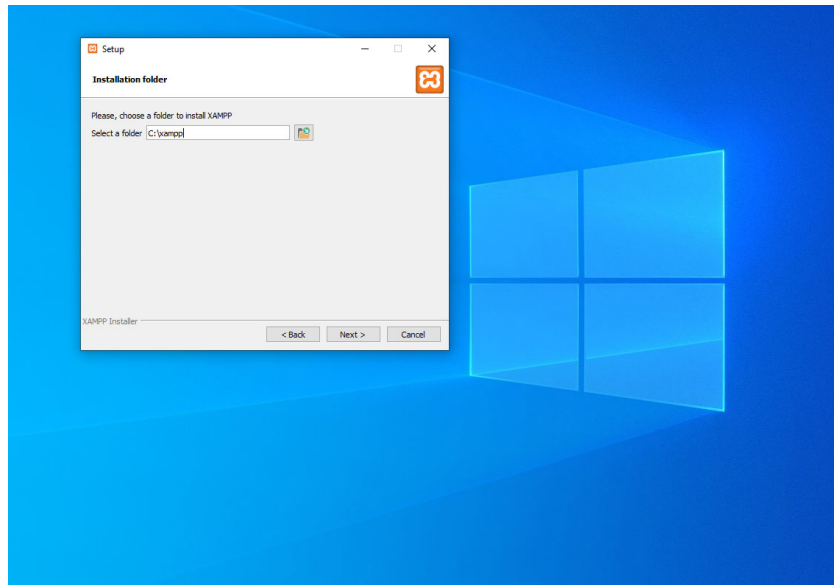 Setup
Installation folder
Please, choose a folder to install XAMPP
Select a folder C:\xampp
XAMPP Installer
< Back Next > Cancel